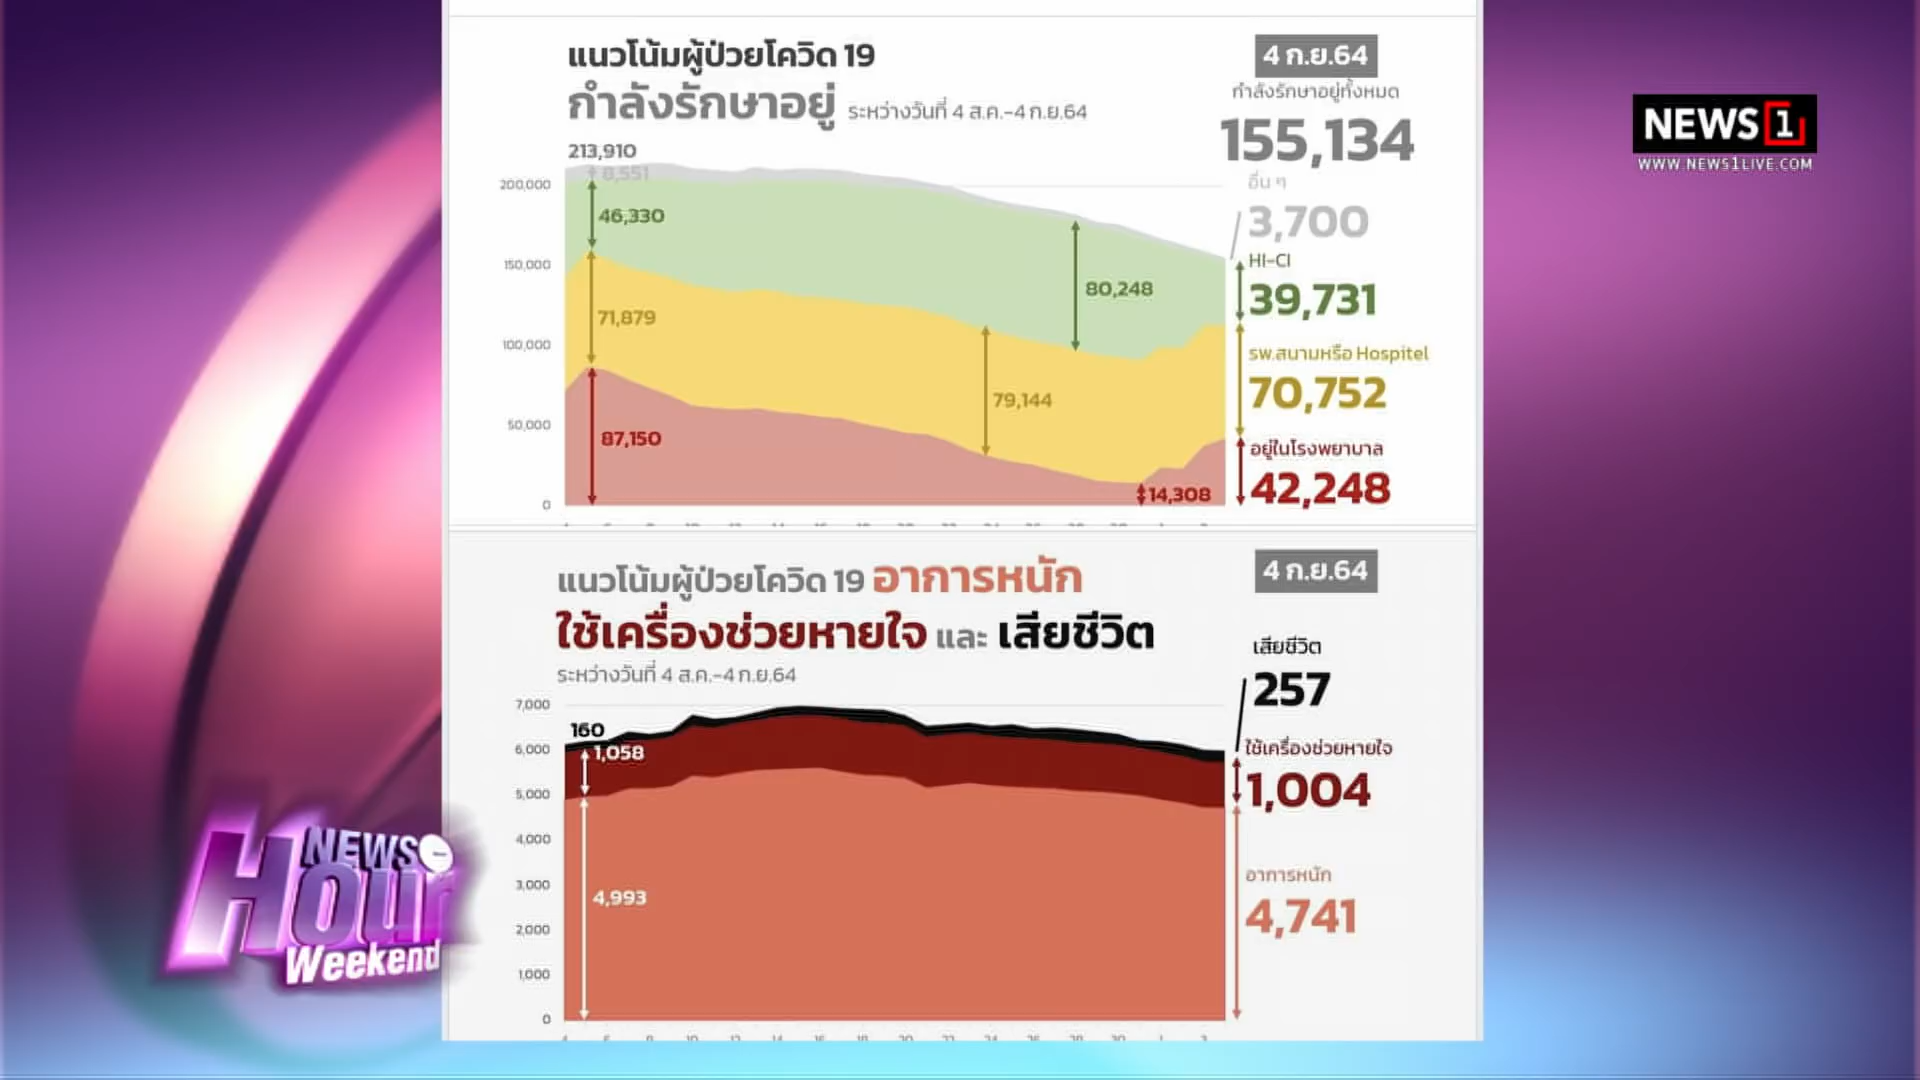 แนวโน้มผู้ป่วยโควิด 19
กำลังรักษาอยู่ ระหว่างวันที่ 4 ส.ค.-4 ก.ย.64
213,910
8,551
200,000
46,330
150,000
71,879
100,000
50,000
87,150
0
80,248
79,144
14,308
4 ก.ย.64
กำลังรักษาอยู่ทั้งหมด
155,134
อื่น ๆ
3,700
HI-CI
39,731
รพ.สนามหรือ Hospitel
70,752
อยู่ในโรงพยาบาล
42,248
NEWS 1
WWW.NEWS1LIVE.COM
แนวโน้มผู้ป่วยโควิด 19 อาการหนัก
ใช้เครื่องช่วยหายใจ และ เสียชีวิต
ระหว่างวันที่ 4 ส.ค.-4 ก.ย.64
7,000
160
6,000
1,058
5,000
4,000
3,000
4,993
2,000
1,000
0
4 ก.ย.64
เสียชีวิต
257
ใช้เครื่องช่วยหายใจ
1,004
อาการหนัก
4,741
NEWS
Hour
Weekend